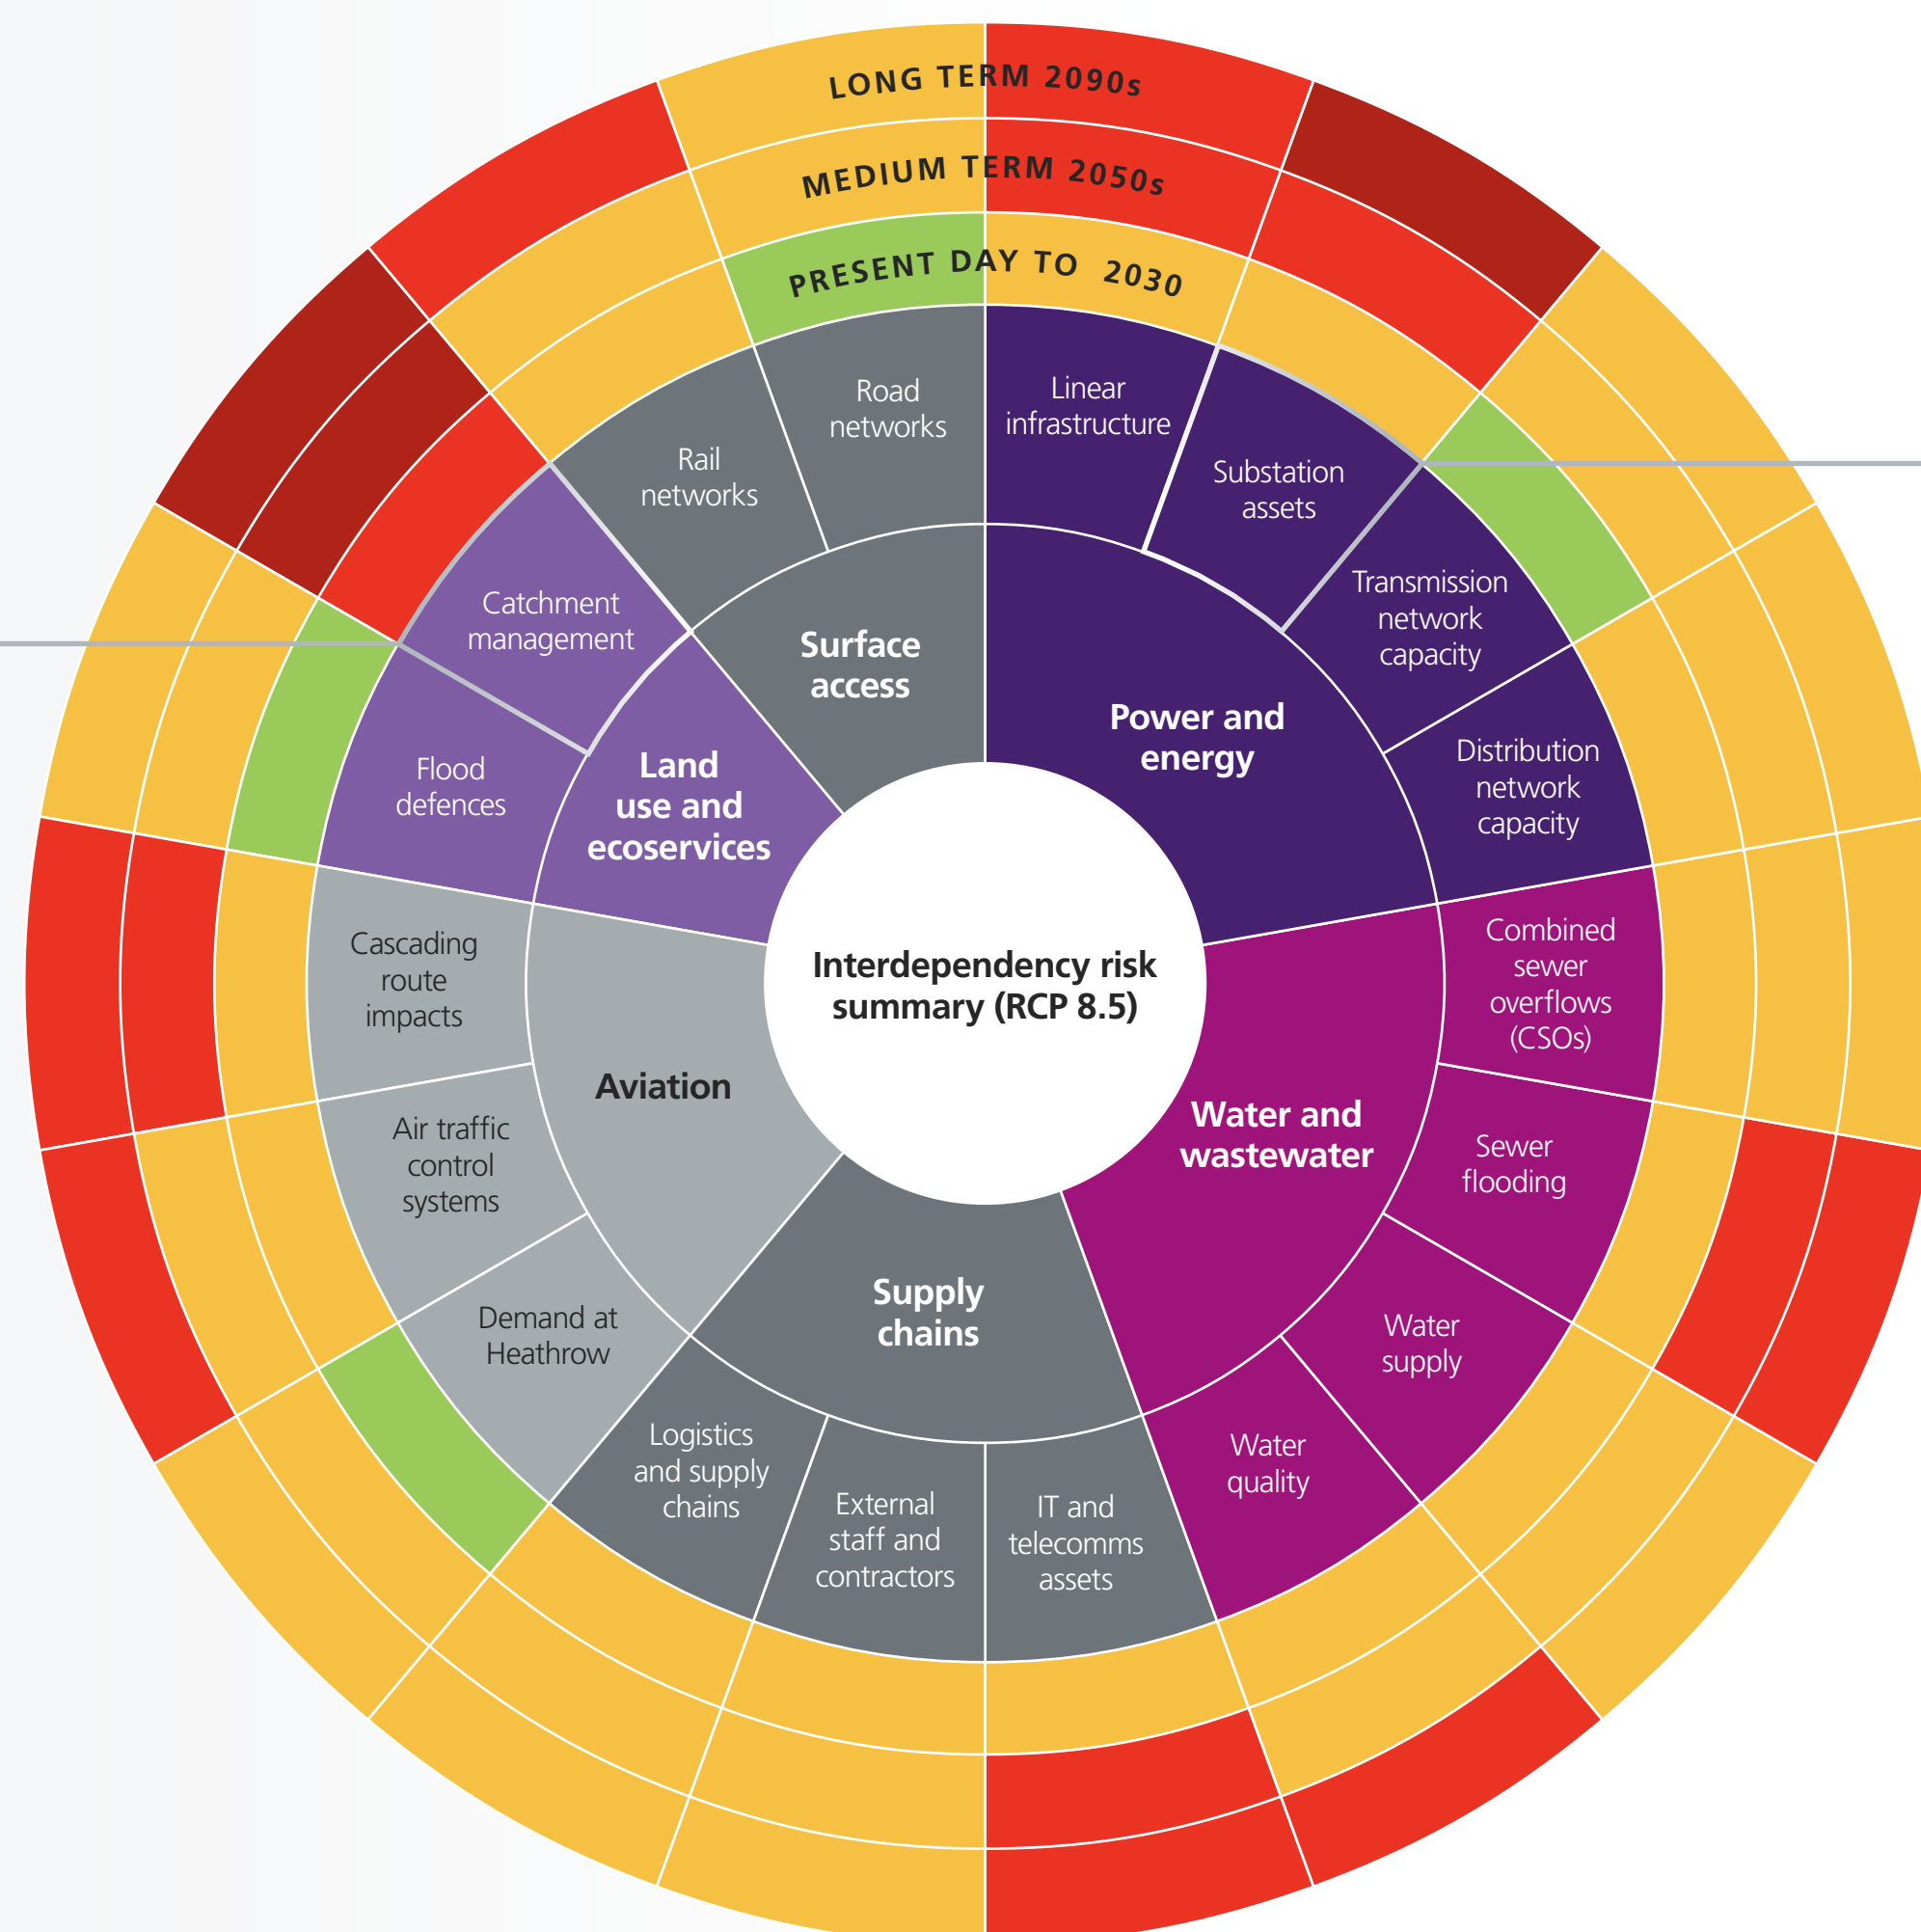 LONG TERM 2090s
MEDIUM TERM 2050s
PRESENT DAY TO 2030
Linear
infrastructure
Substation
assets
Transmission
network
capacity
Distribution
network
capacity
Power and
energy
Combined
sewer
overflows
(CSOs)
Sewer
flooding
Water
supply
Water
quality
Water and
wastewater
IT and
telecomms
assets
External
staff and
contractors
Logistics
and supply
chains
Supply
chains
Demand at
Heathrow
Air traffic
control
systems
Cascading
route
impacts
Aviation
Flood
defences
Catchment
management
Land
use and
ecoservices
Rail
networks
Road
networks
Surface
access
Interdependency risk
summary (RCP 8.5)